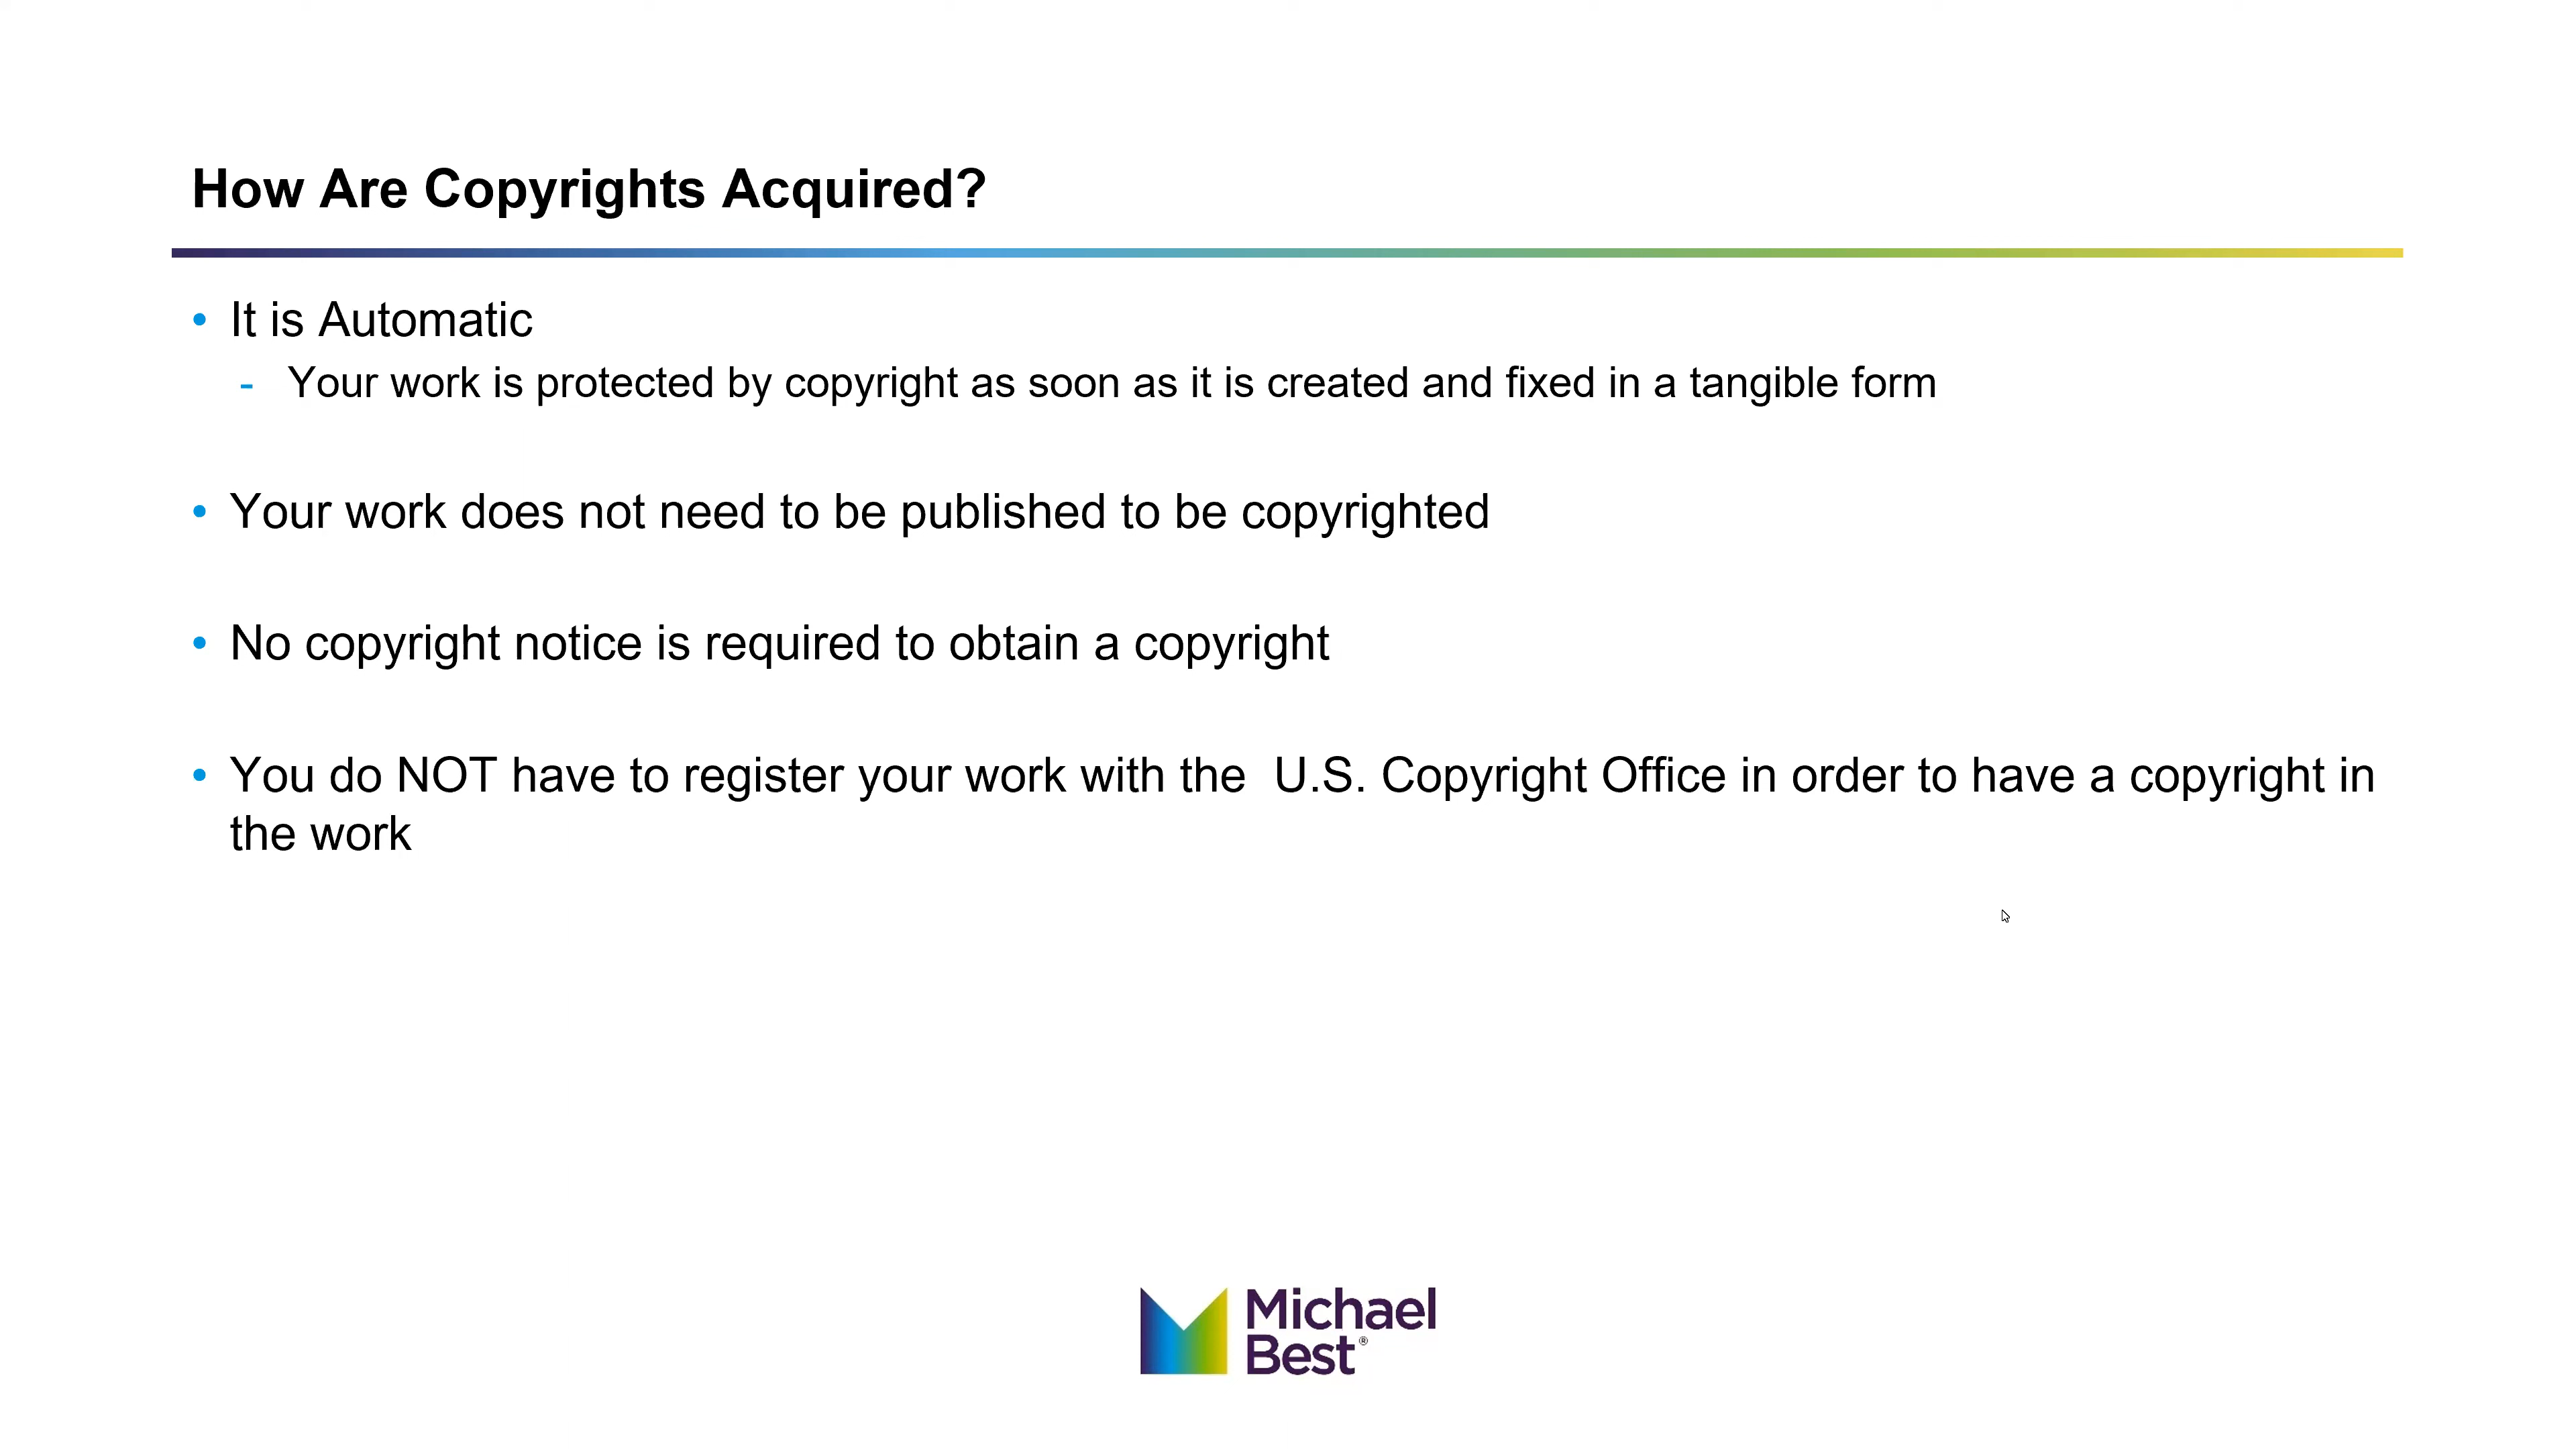 How Are Copyrights Acquired?
• It is Automatic
- Your work is protected by copyright as soon as it is created and fixed in a tangible form
• Your work does not need to be published to be copyrighted
• No copyright notice is required to obtain a copyright
• You do NOT have to register your work with the  U.S. Copyright Office in order to have a copyright in
the work
Michael
Best®